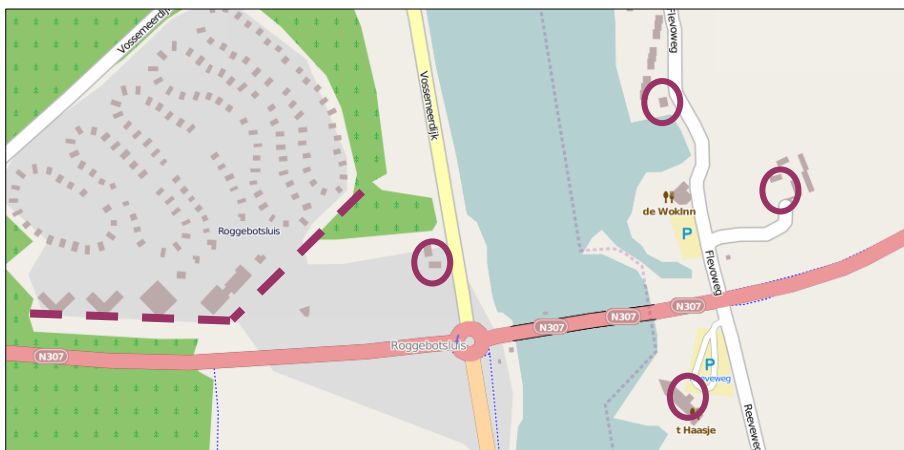 Vossemeerdijk
Flevoweg
Vossemeerdijk
de WokInn
Roggebotsluis
P
Flevoweg
N307
N307
N307
Roggebotsluis
N307
P
Reeveweg
t Haasje
Reeveweg